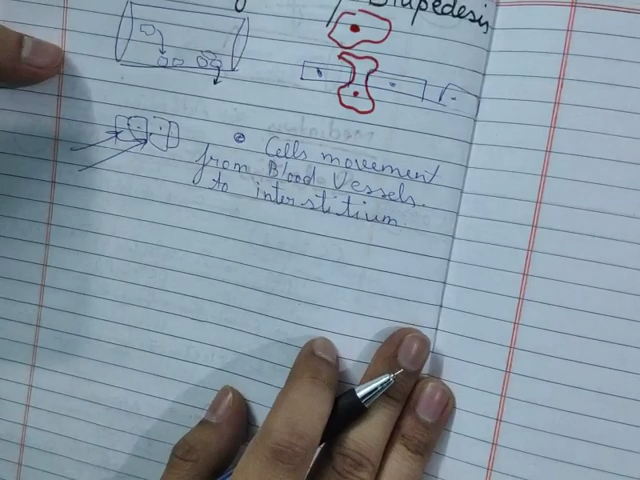 Diapedesis
Cells movement
from Blood Vessels.
to interstitium